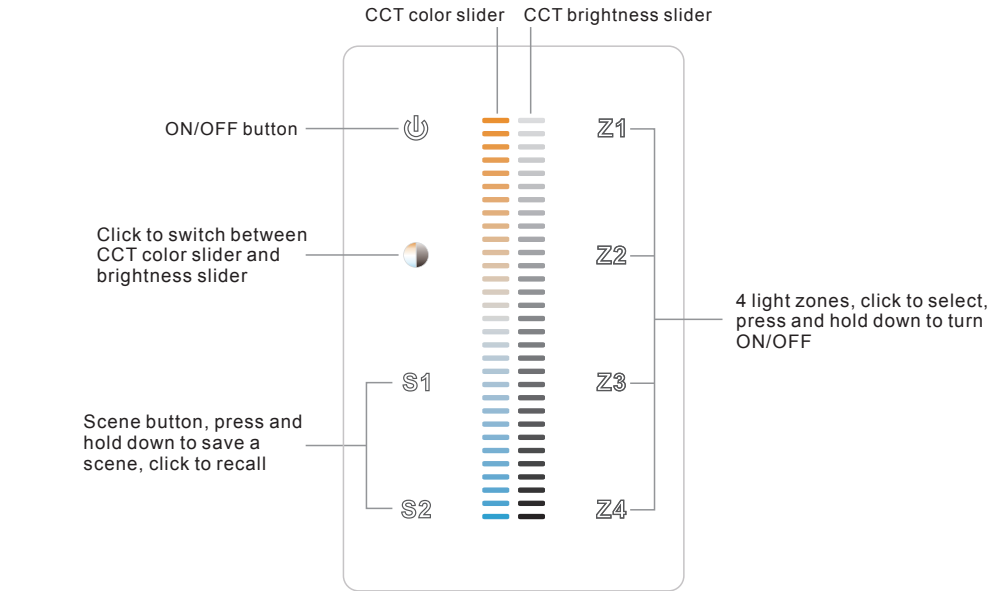 CCT color slider
CCT brightness slider
ON/OFF button
Z1
Click to switch between
CCT color slider and
brightness slider
Z2
4 light zones, click to select,
press and hold down to turn
ON/OFF
S1
Z3
Scene button, press and
hold down to save a
scene, click to recall
S2
Z4